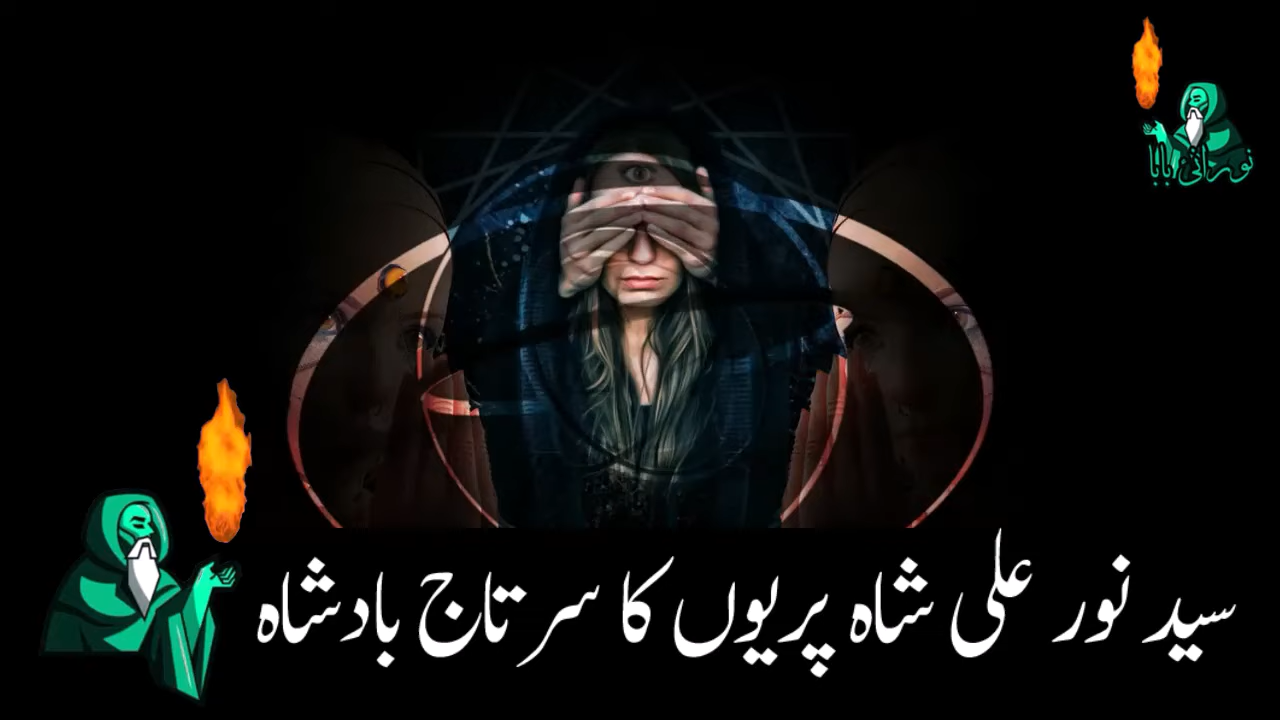 نورانی بابا
سید نور علی شاہ پریوں کا سرتاج بادشاہ